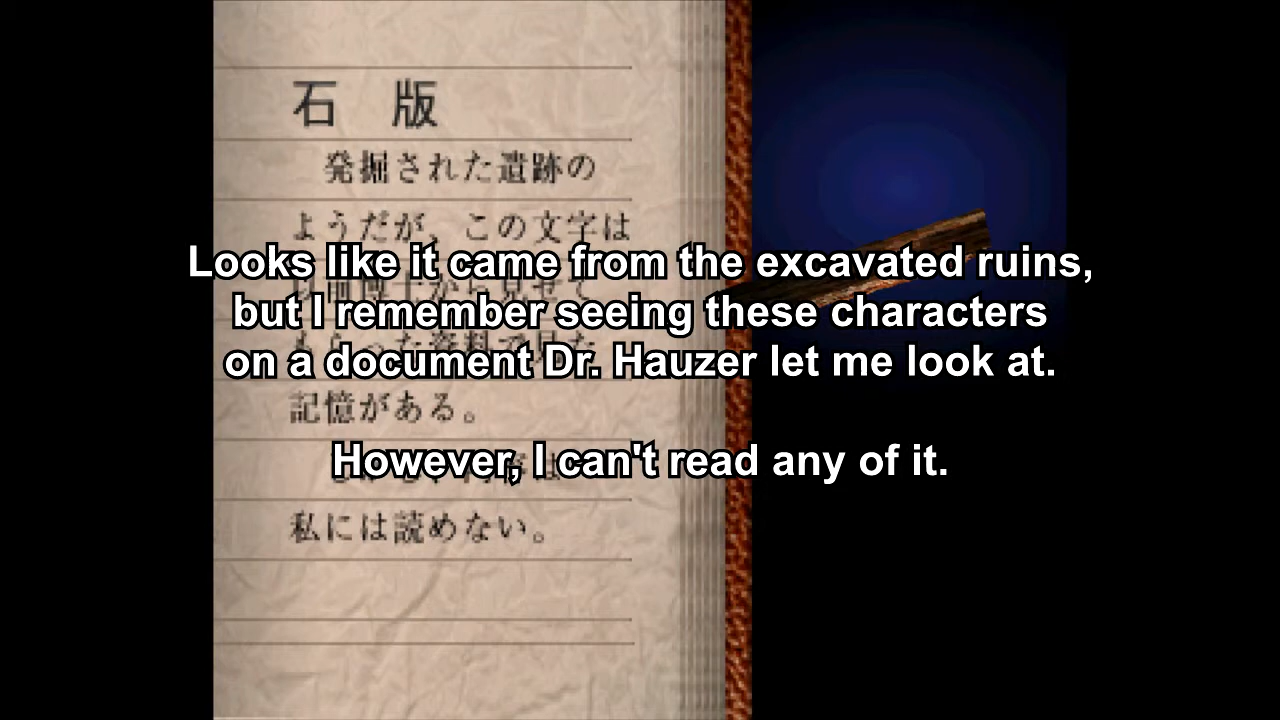 石 版
発掘された遺跡の
ようだが、この文字は
Looks like it came from the excavated ruins,
but I remember seeing these characters
on a document Dr. Hauzer let me look at.
記憶がある。
However, I can't read any of it.
私には読めない。